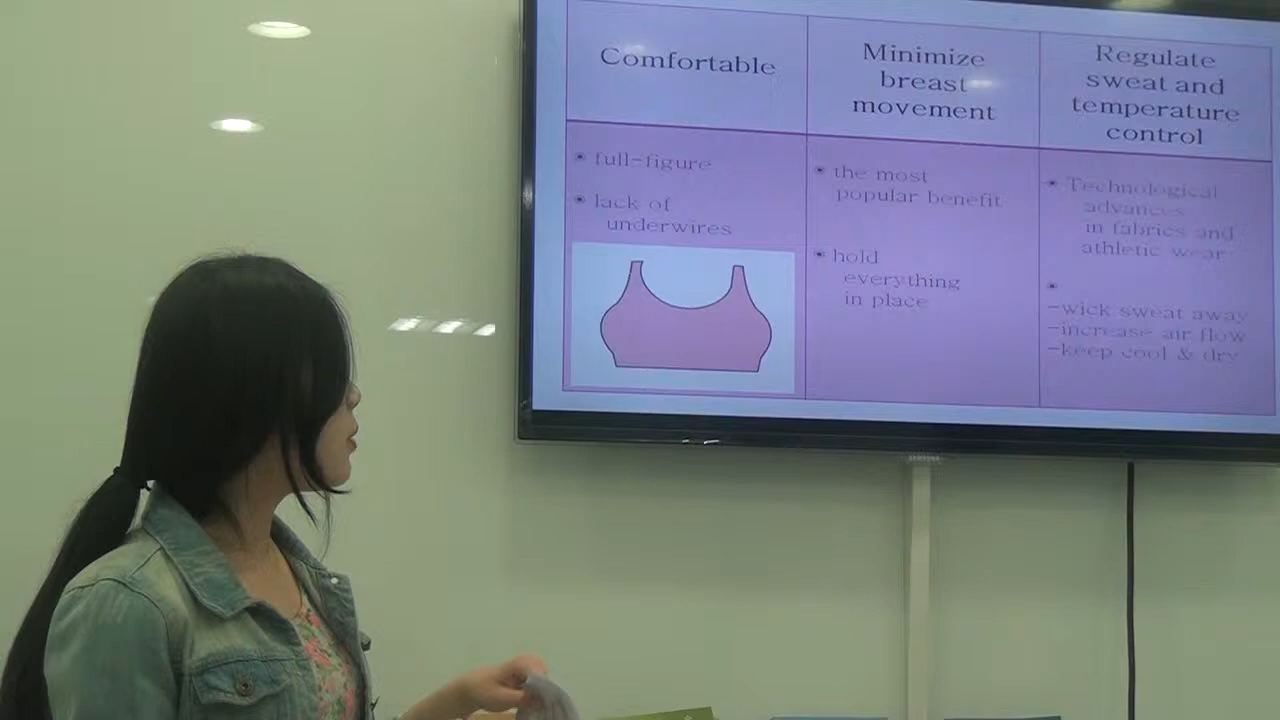 Comfortable
Minimize
breast
movement
Regulate
sweat and
temperature
control
full-figure
lack of
underwires
the most
popular benefit
hold
everything
in place
Technological
advances
in fabrics and
athletic wear
-wick sweat away
-increase air flow
-keep cool & dry
SAMSUNG